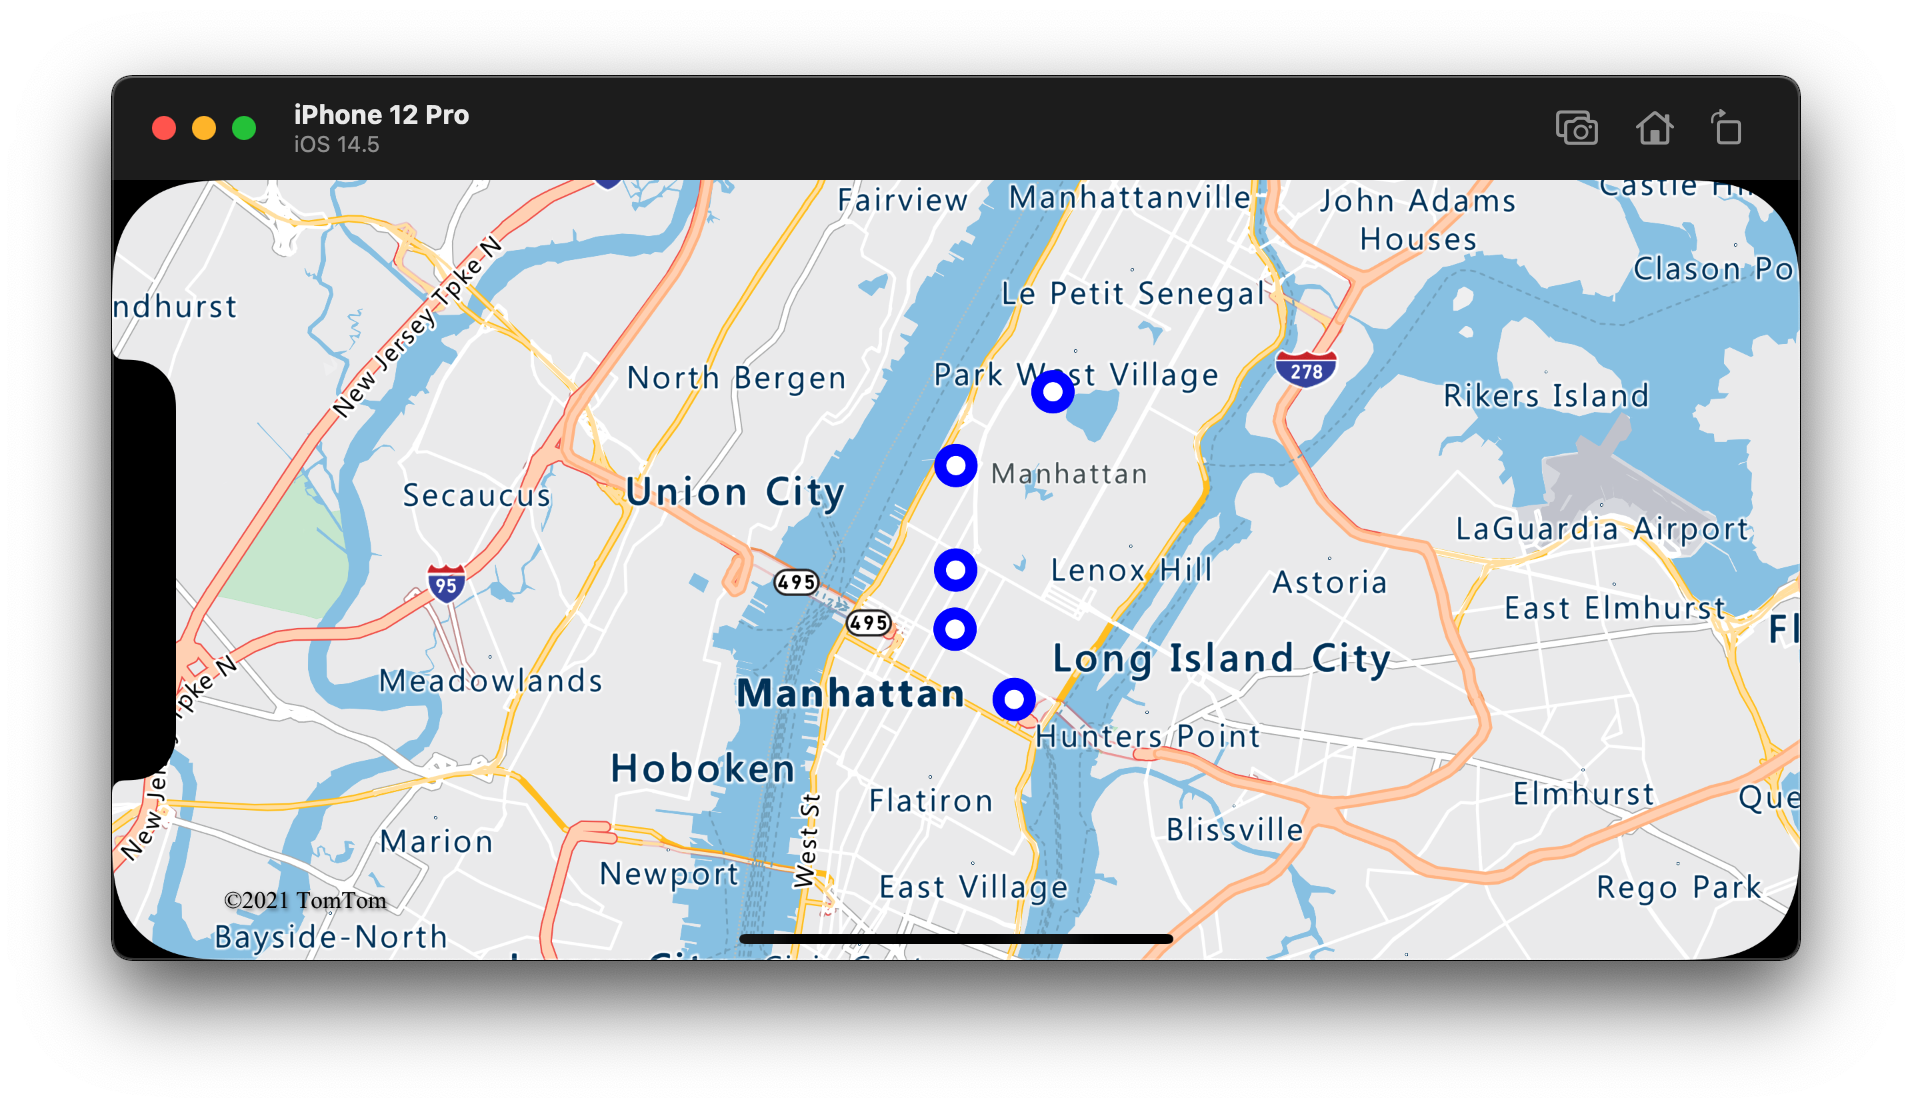 iPhone 12 Pro
iOS 14.5
Fairview
Manhattanville
John Adams
Houses
Clason Po
ndhurst
New Jersey Tpke N
Le Petit Senegal
North Bergen
Park West Village
278
Rikers Island
Manhattan
Union City
Secaucus
LaGuardia Airport
95
495
Lenox Hill
Astoria
East Elmhurst
495
Fl
Long Island City
Tpke N
Meadowlands
Manhattan
Hunters Point
Hoboken
New Jer
West St
Flatiron
Elmhurst
Que
Marion
Blissville
Newport
East Village
Rego Park
©2021 TomTom
Bayside-North